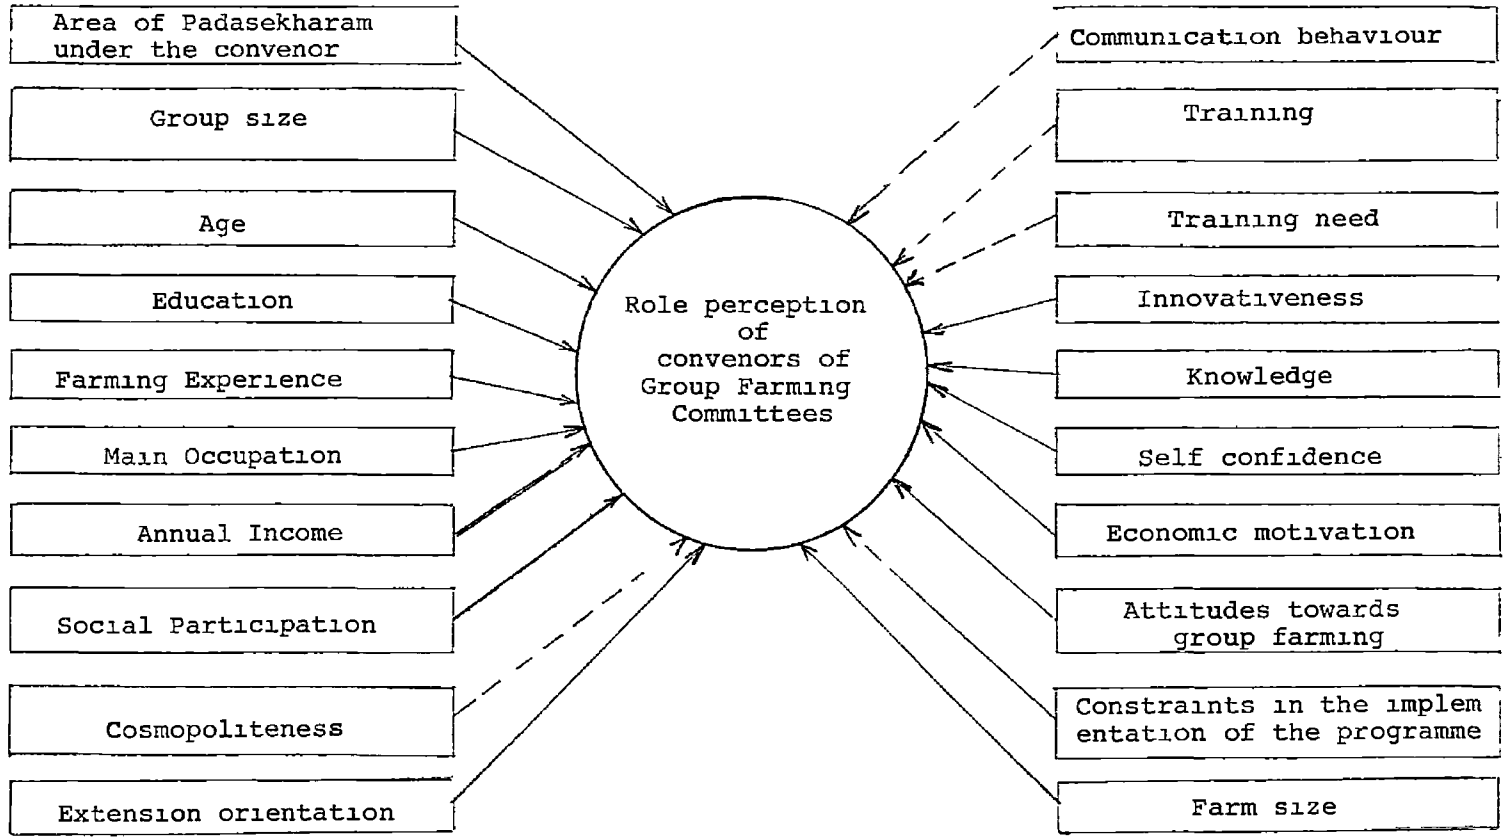 Area of Padasekharam
under the convenor
Group size
Age
Education
Farming Experience
Main Occupation
Annual Income
Social Participation
Cosmopoliteness
Extension orientation
Role perception
of
convenors of
Group Farming
Committees
Communication behaviour
Training
Training need
Innovativeness
Knowledge
Self confidence
Economic motivation
Attitudes towards
group farming
Constraints in the implem
entation of the programme
Farm size